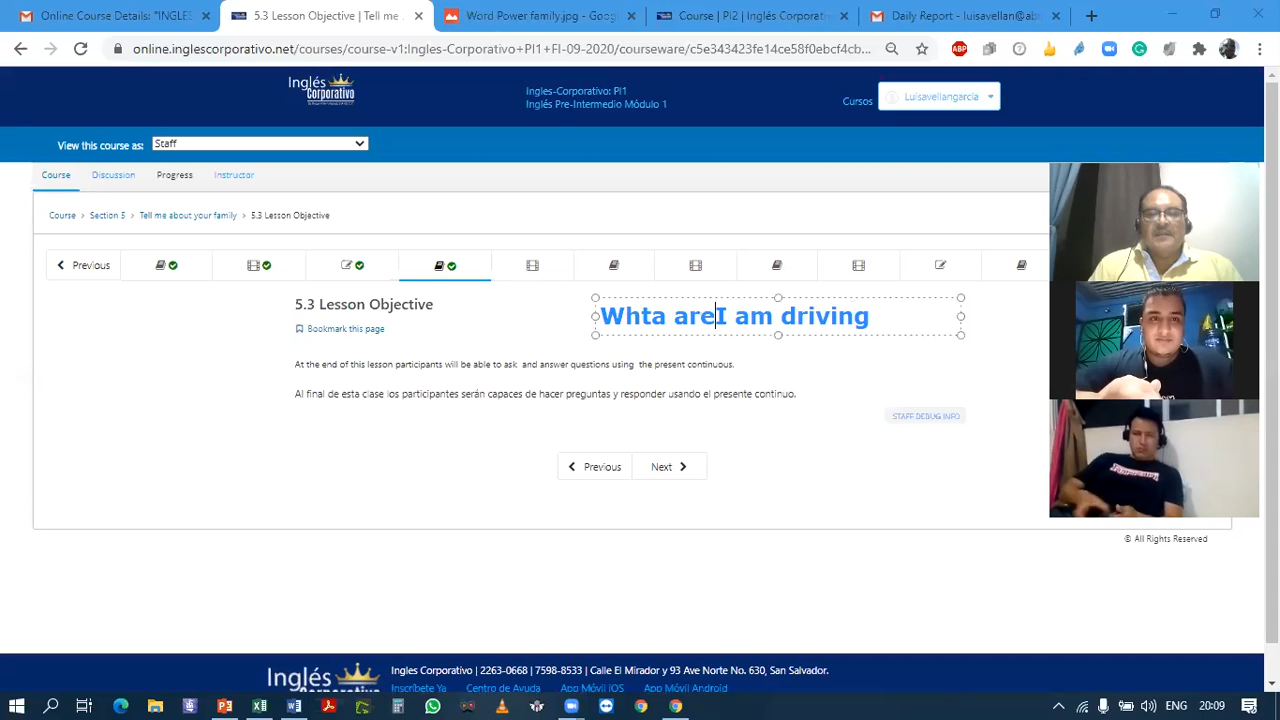 Online Course Details: "INGLES
5.3 Lesson Objective | Tell me
Word Power family.jpg - Goog
Course | PI2 | Inglés Corporativ
Daily Report - luisavellan@ab
online.inglescorporativo.net/courses/course-v1:Ingles-Corporativo+PI1+FI-09-2020/courseware/c5e343423fe14ce58f0ebcf4cb...
Inglés
Corporativo
Ingles-Corporativo: PI1
Inglés Pre-Intermedio Módulo 1
Cursos
Luisavellangarcia
View this course as:
Staff
Course
Discussion
Progress
Instructor
Course > Section 5 > Tell me about your family > 5.3 Lesson Objective
Previous
5.3 Lesson Objective
Whta areI am driving
Bookmark this page
At the end of this lesson participants will be able to ask and answer questions using the present continuous.
Al final de esta clase los participantes serán capaces de hacer preguntas y responder usando el presente continuo.
STAFF DEBUG INFO
Previous
Next
© All Rights Reserved
Inglés
Ingles Corporativo | 2263-0668 | 7598-8533 | Calle El Mirador y 93 Ave Norte No. 630, San Salvador.
Inscríbete Ya
Centro de Ayuda
App Móvil iOS
App Móvil Android
ENG
20:09